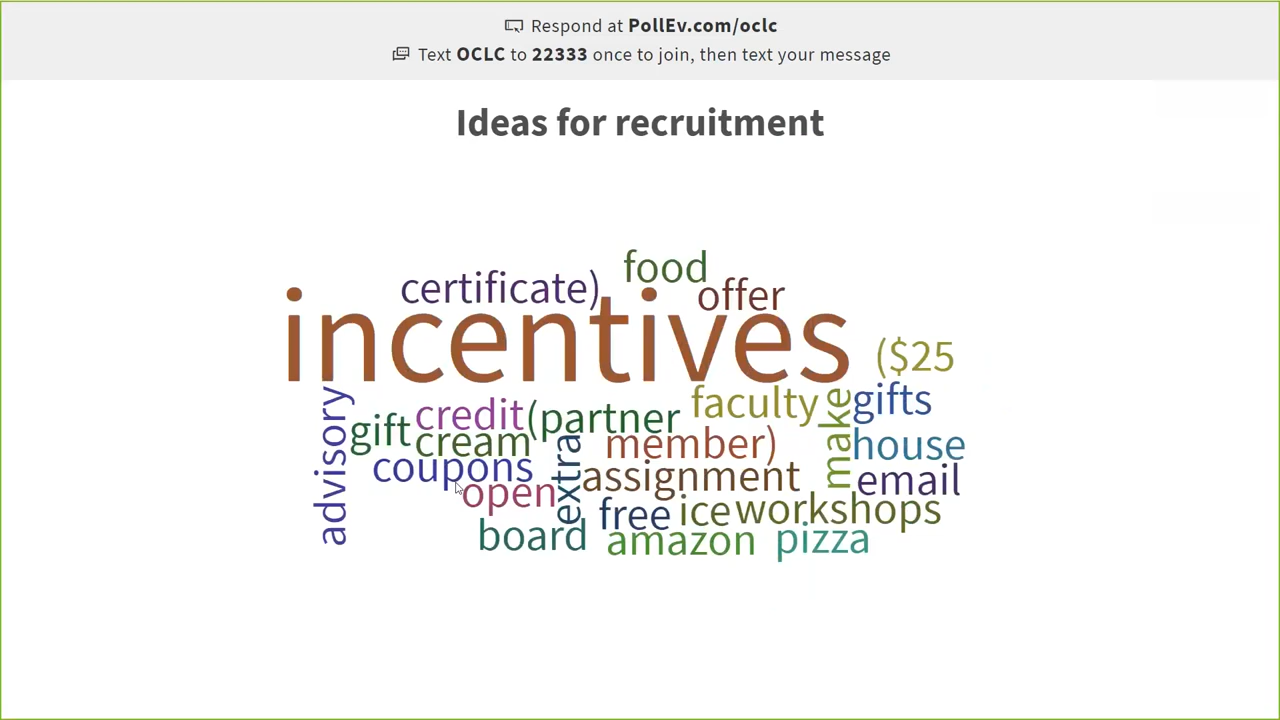 Respond at PollEv.com/oclc
Text OCLC to 22333 once to join, then text your message
Ideas for recruitment
food
certificate)
offer
incentives
($25
advisory
gift
credit
(partner
faculty
make
gifts
cream
member)
house
coupons
extra
assignment
email
open
free
ice
workshops
board
amazon
pizza